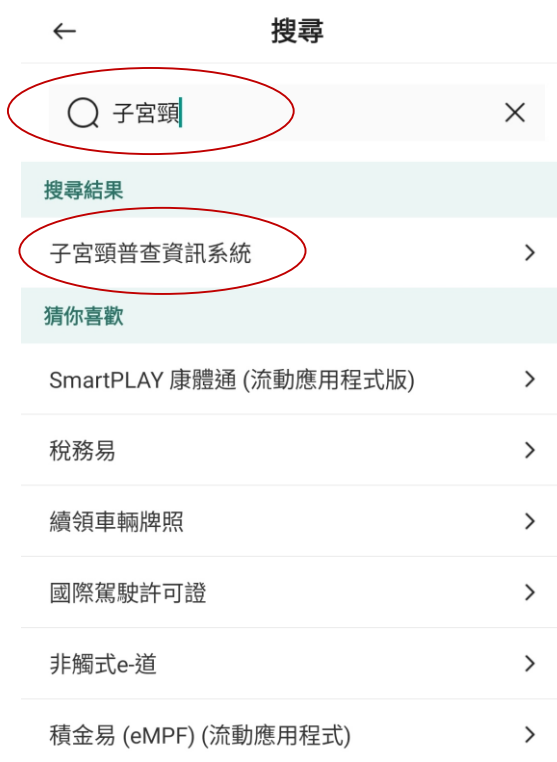 搜尋
子宮頸
搜尋結果
子宮頸普查資訊系統
猜你喜歡
SmartPLAY 康體通 (流動應用程式版)
稅務易
續領車輛牌照
國際駕駛許可證
非觸式e-道
積金易 (eMPF) (流動應用程式)